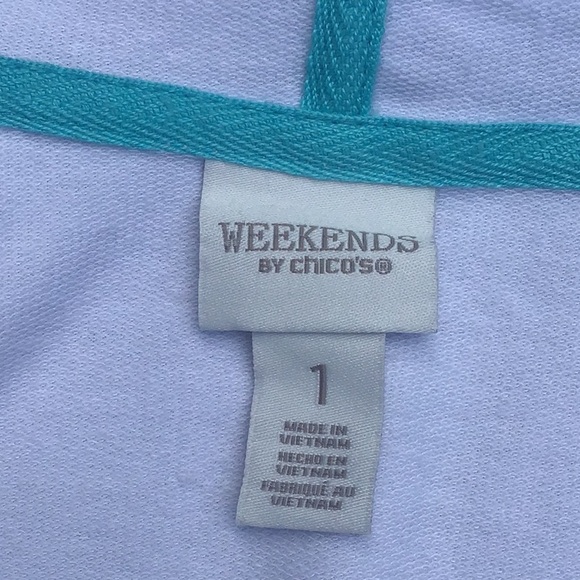 WEEKENDS
BY CHICO'S®
1
MADE IN
VIETNAM
HECHO EN
VIETNAM
FABRIQUÉ AU
VIETNAM